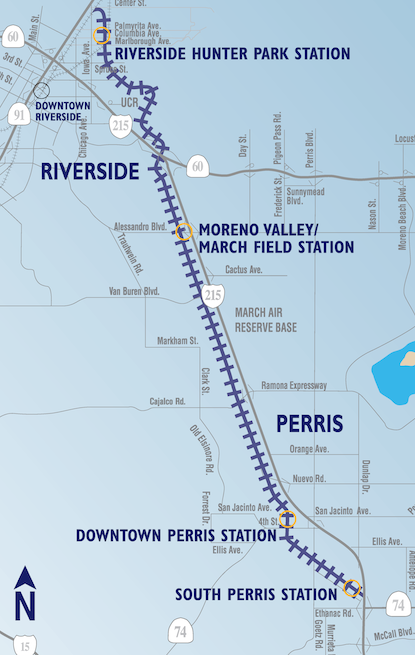 Center St.
Main St.
60
Palmyrita Ave.
Columbia Ave.
Marlborough Ave.
RIVERSIDE HUNTER PARK STATION
Iowa Ave.
3rd St.
Spruce St.
UCR
DOWNTOWN
RIVERSIDE
91
215
Chicago Ave.
Day St.
Pigeon Pass Rd.
Perris Blvd.
Locust
RIVERSIDE
60
Frederick St.
Sunnymead
Blvd.
Nason St.
Moreno Beach Blvd.
Alessandro Blvd.
MORENO VALLEY/
MARCH FIELD STATION
Trautwein Rd.
Cactus Ave.
Van Buren Blvd.
215
MARCH AIR
RESERVE BASE
Markham St.
Clark St.
Ramona Expressway
Cajalco Rd.
PERRIS
Old Elsinore Rd.
Orange Ave.
Dunlap Dr.
Nuevo Rd.
Forrest Dr.
San Jacinto Ave.
San Jacinto Ave.
4th St.
DOWNTOWN PERRIS STATION
Ellis Ave.
Ellis Ave.
Antelope Rd.
SOUTH PERRIS STATION
N
74
Ethanac Rd.
Goetz Rd.
Murrieta
74
McCall Blvd.
15